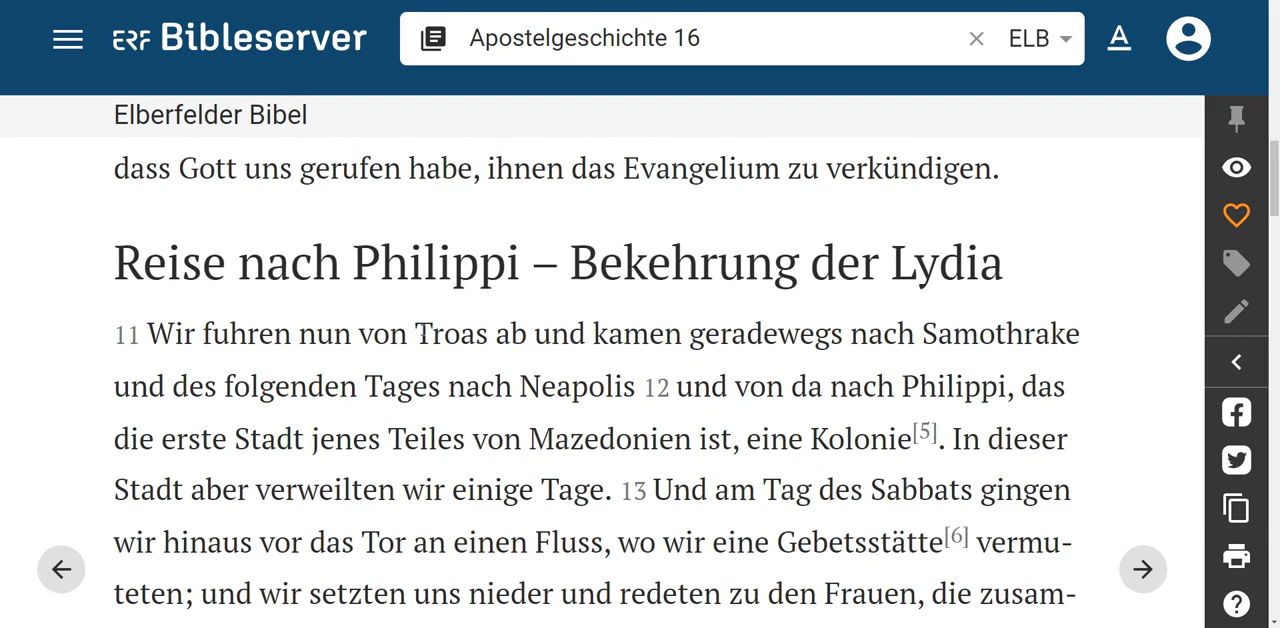 ERF Bibleserver
Apostelgeschichte 16
ELB
A
Elberfelder Bibel
dass Gott uns gerufen habe, ihnen das Evangelium zu verkündigen.
Reise nach Philippi – Bekehrung der Lydia
11 Wir fuhren nun von Troas ab und kamen geradewegs nach Samothrake
und des folgenden Tages nach Neapolis 12 und von da nach Philippi, das
die erste Stadt jenes Teiles von Mazedonien ist, eine Kolonie[5]. In dieser
Stadt aber verweilten wir einige Tage. 13 Und am Tag des Sabbats gingen
wir hinaus vor das Tor an einen Fluss, wo wir eine Gebetsstätte[6] vermu-
teten; und wir setzten uns nieder und redeten zu den Frauen, die zusam-